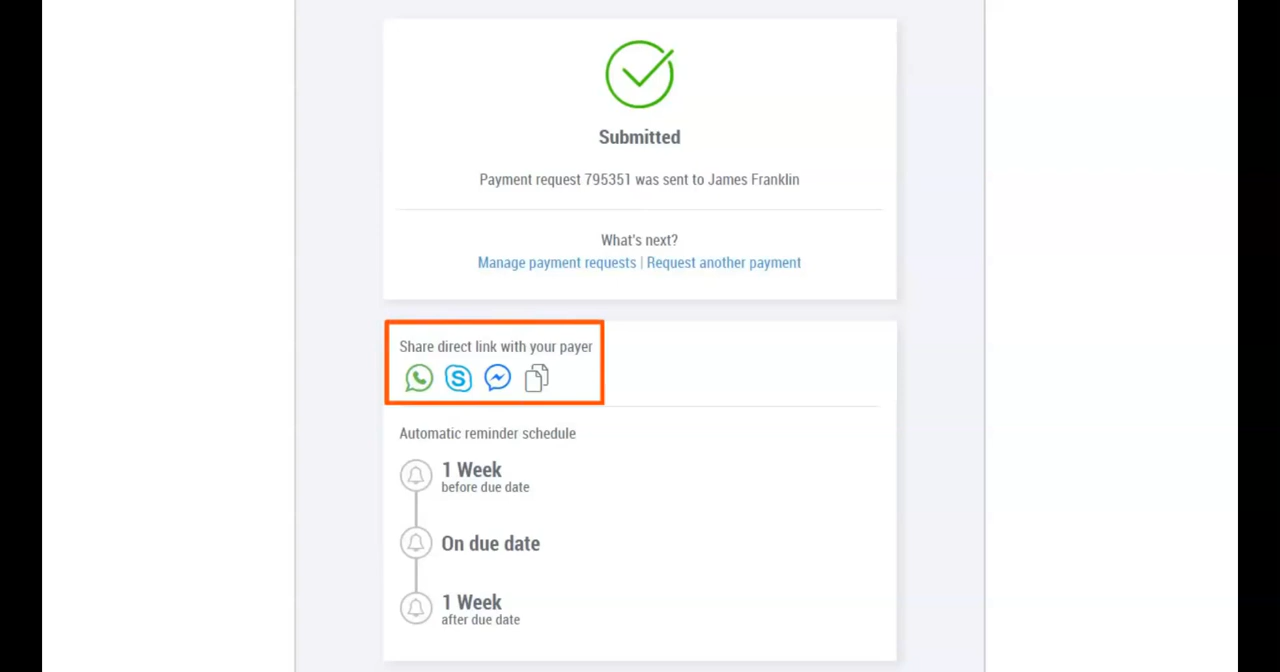 Submitted
Payment request 795351 was sent to James Franklin
What's next?
Manage payment requests | Request another payment
Share direct link with your payer
Automatic reminder schedule
1 Week
before due date
On due date
1 Week
after due date